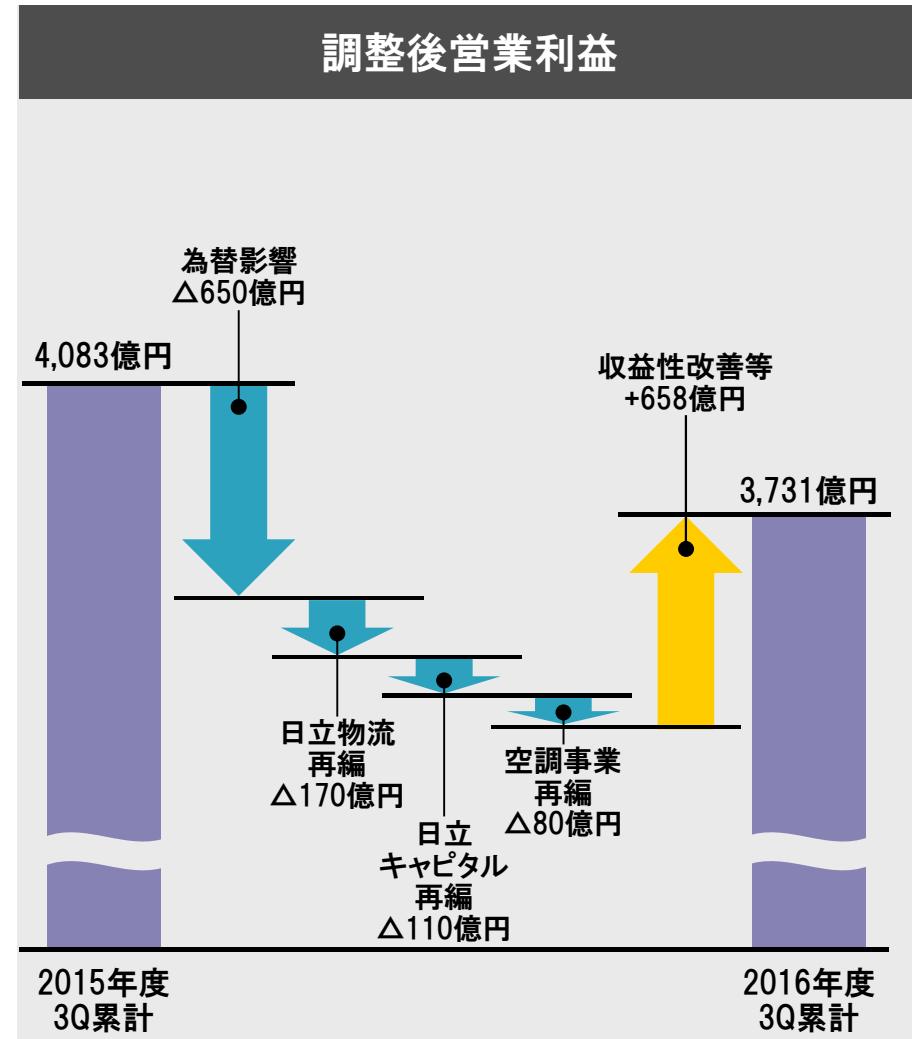 調整後営業利益
為替影響
△650億円
4,083億円
収益性改善等
+658億円
3,731億円
日立物流
再編
△170億円
日立
キャピタル
再編
△110億円
空調事業
再編
△80億円
2015年度
3Q累計
2016年度
3Q累計